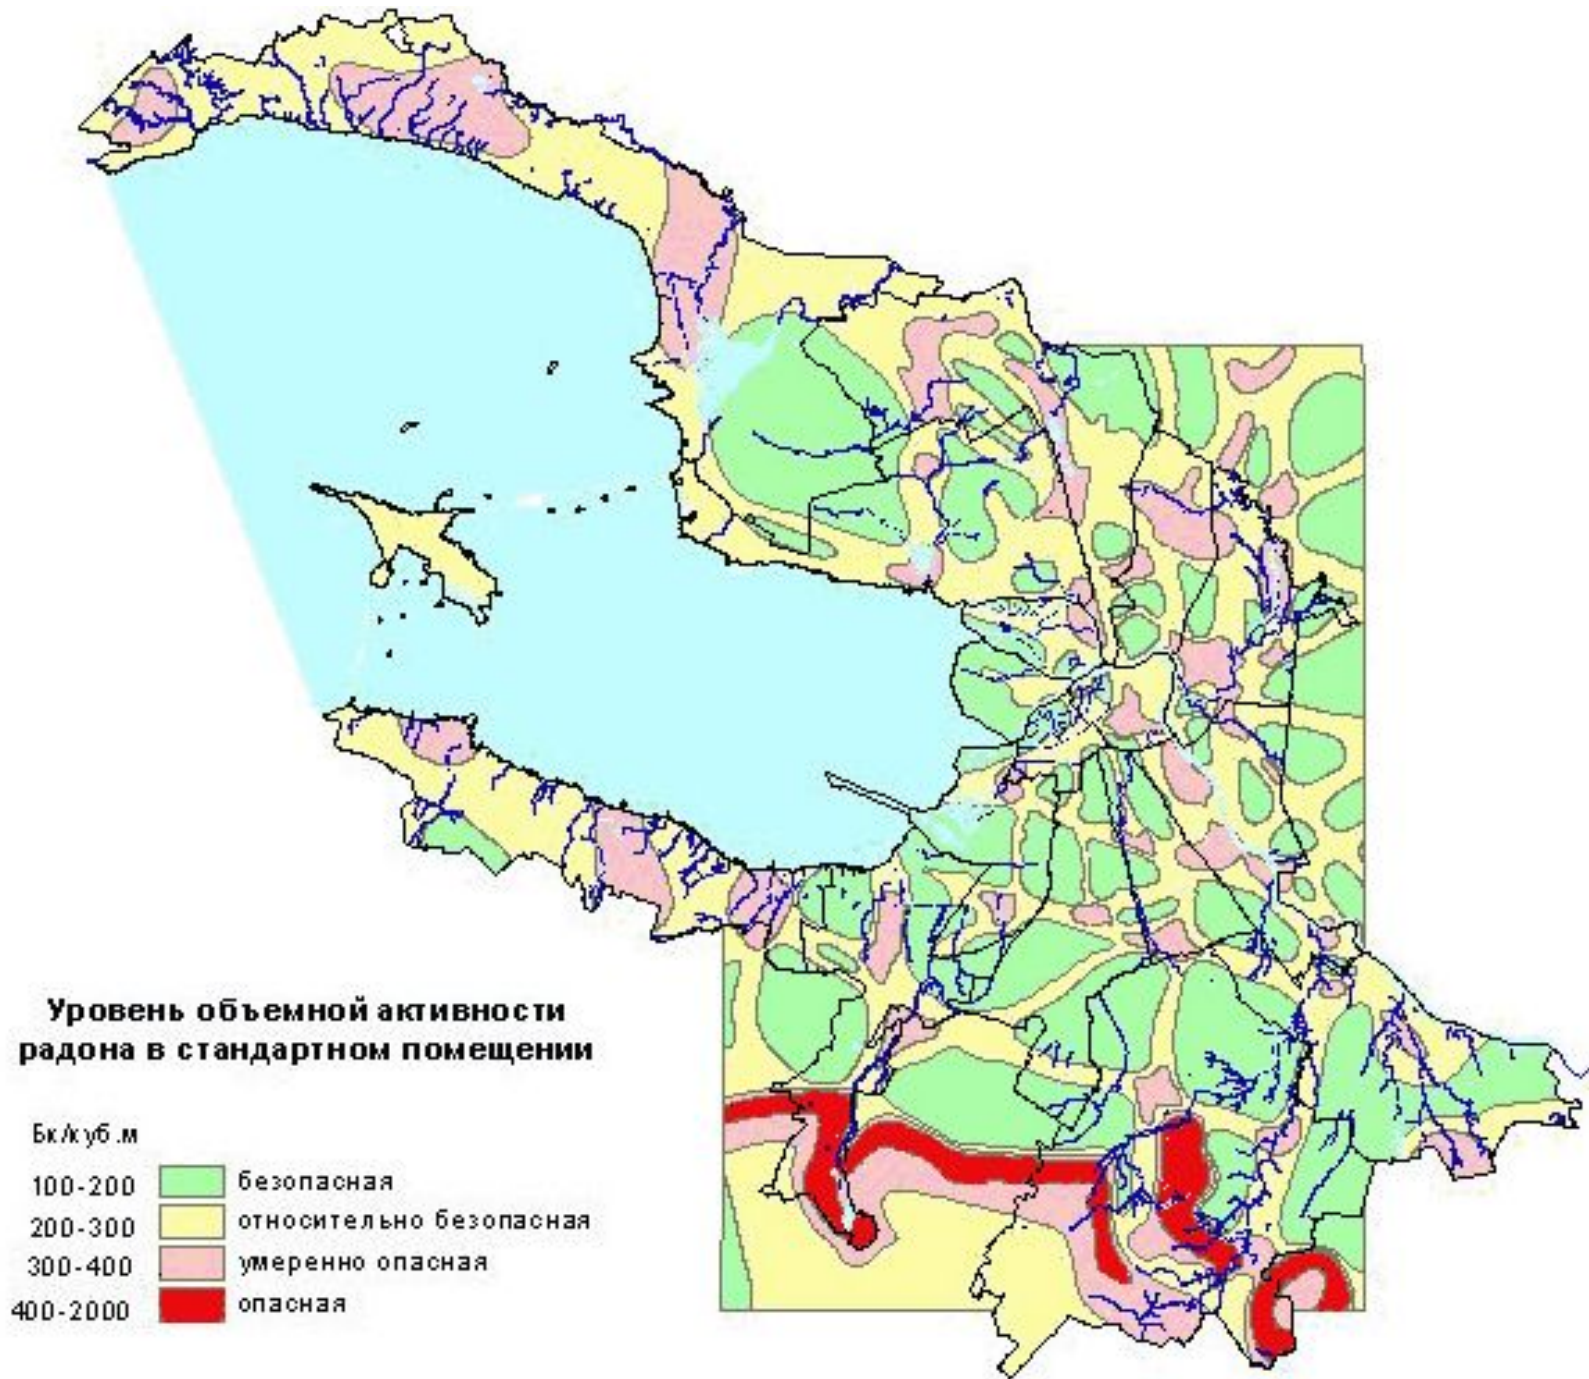 Уровень объемной активности
радона в стандартном помещении
Бк/куб.м
100-200 безопасная
200-300 относительно безопасная
300-400 умеренно опасная
400-2000 опасная